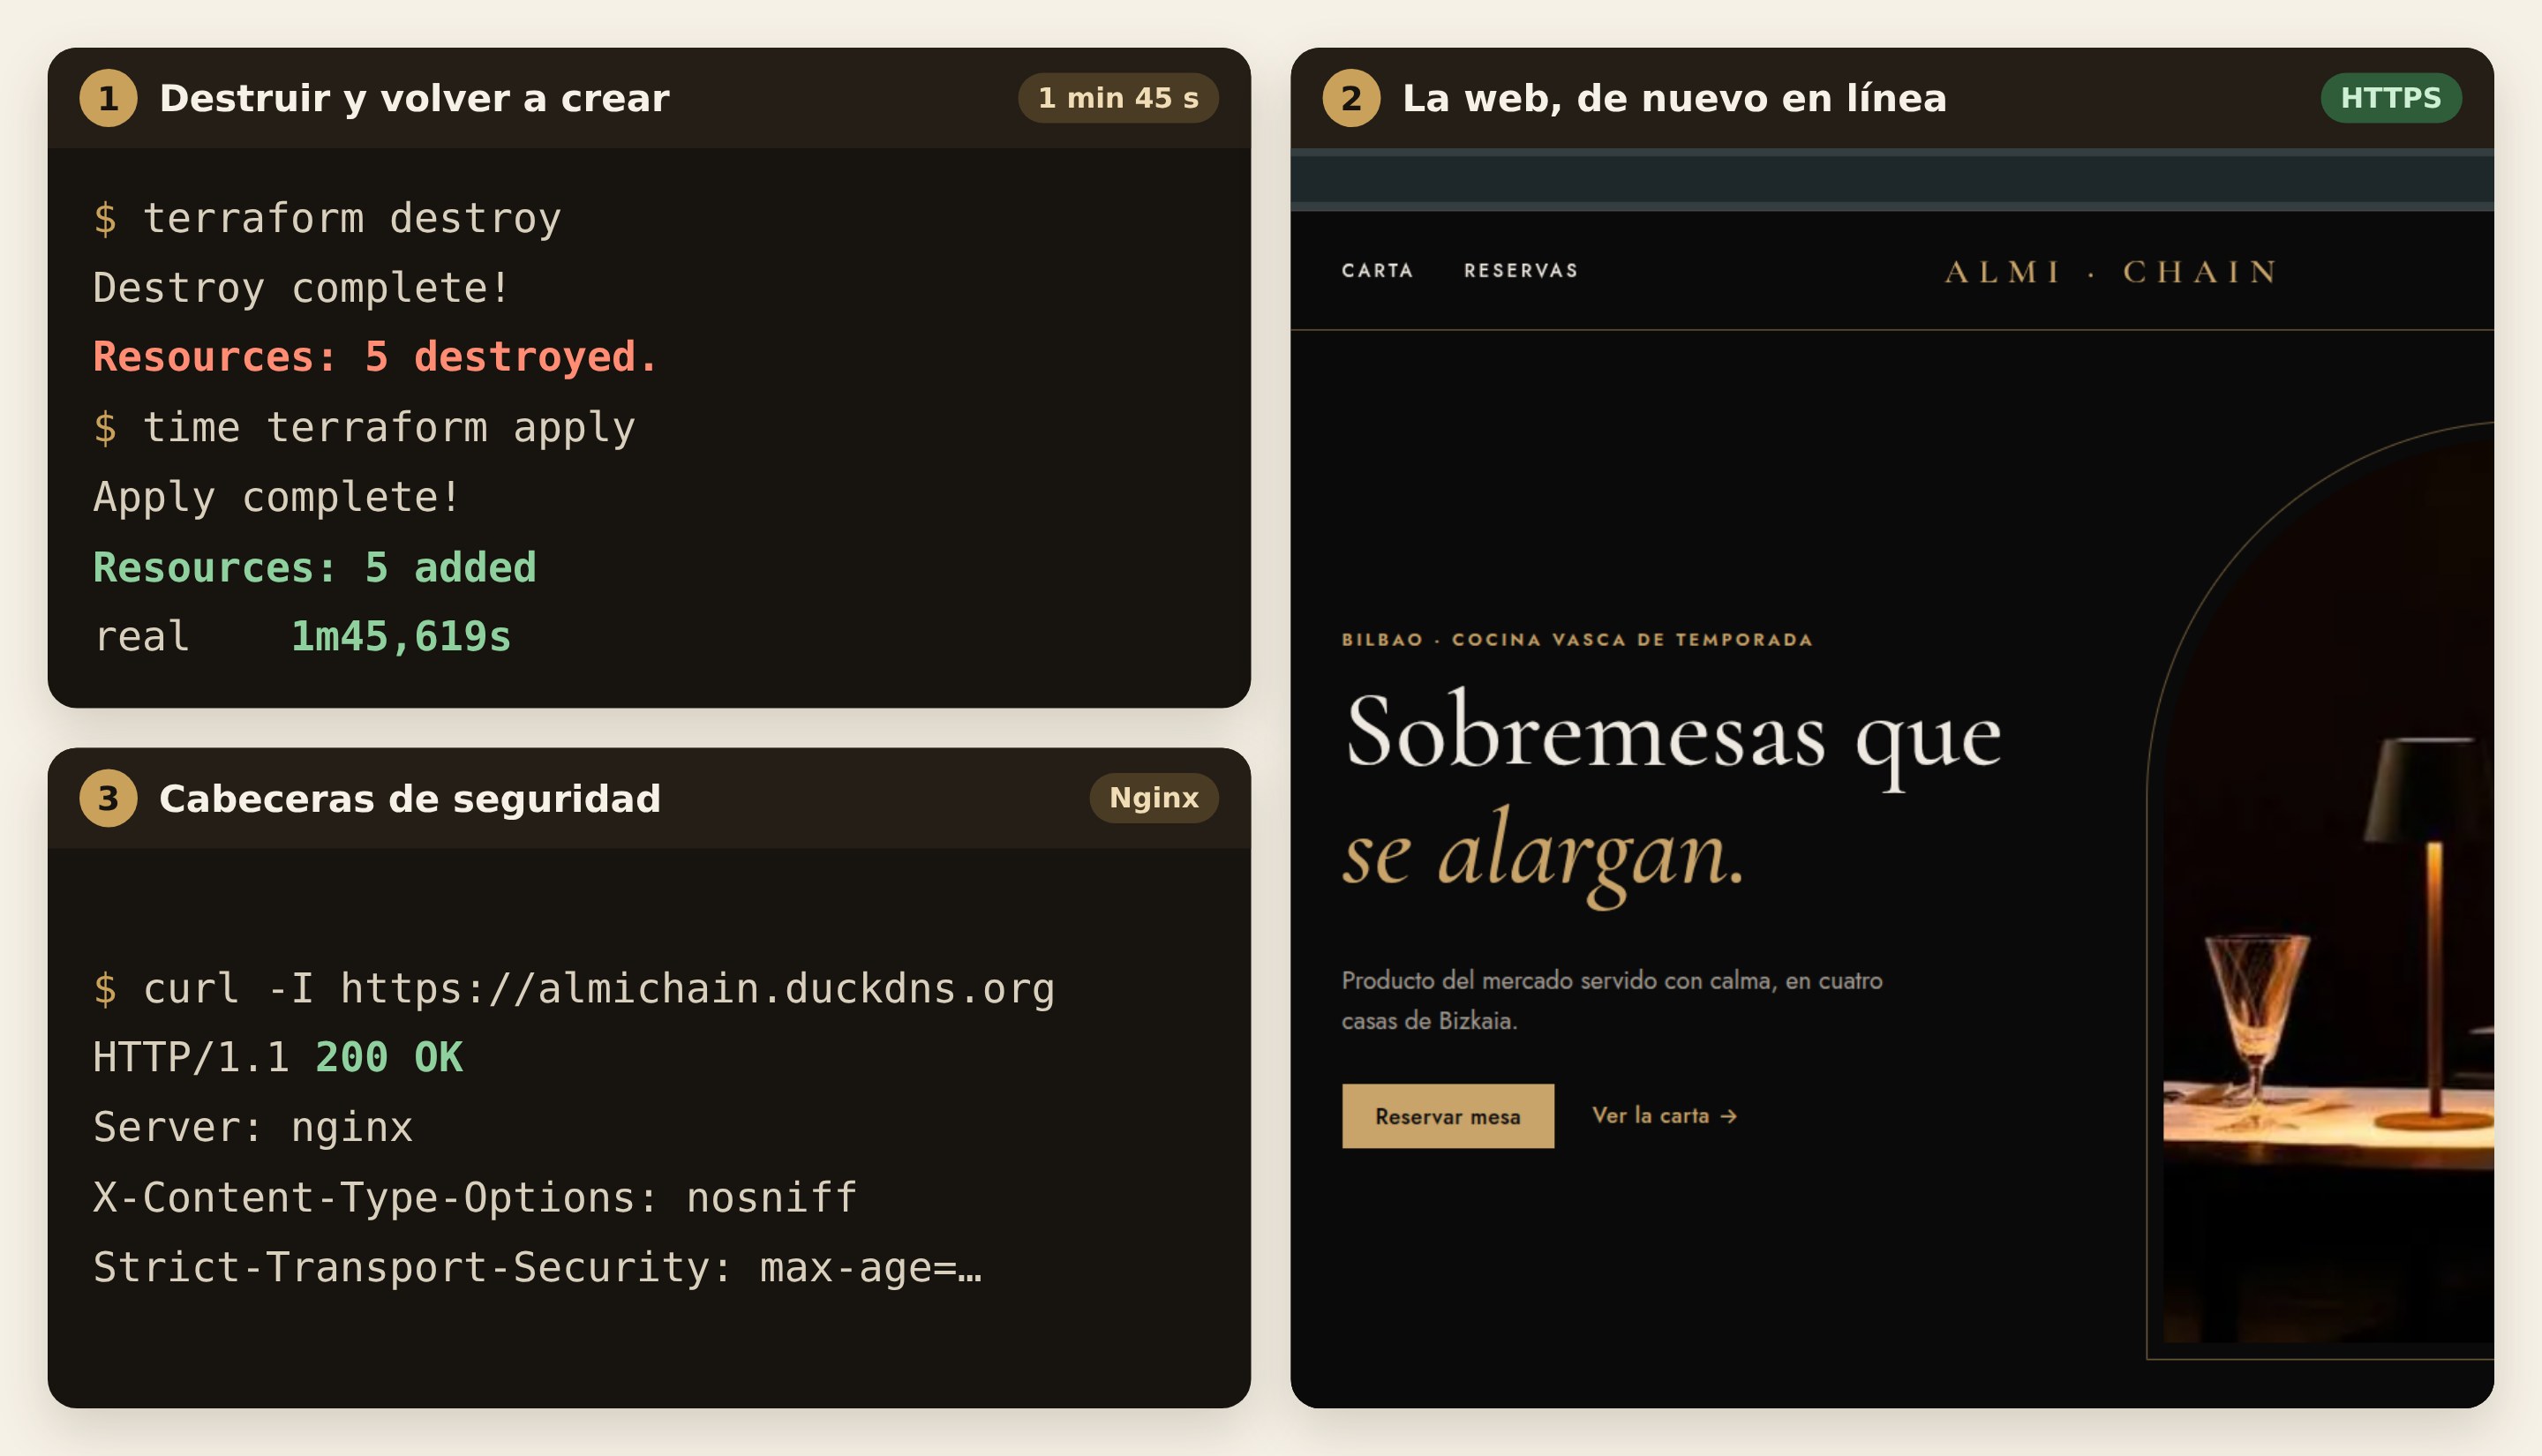 1 Destruir y volver a crear 1 min 45 s
$ terraform destroy
Destroy complete!
Resources: 5 destroyed.
$ time terraform apply
Apply complete!
Resources: 5 added
real 1m45,619s
2 La web, de nuevo en línea HTTPS
CARTA RESERVAS ALMI · CHAIN
BILBAO · COCINA VASCA DE TEMPORADA
Sobremesas que
se alargan.
Producto del mercado servido con calma, en cuatro
casas de Bizkaia.
Reservar mesa Ver la carta →
3 Cabeceras de seguridad Nginx
$ curl -I https://almichain.duckdns.org
HTTP/1.1 200 OK
Server: nginx
X-Content-Type-Options: nosniff
Strict-Transport-Security: max-age=…